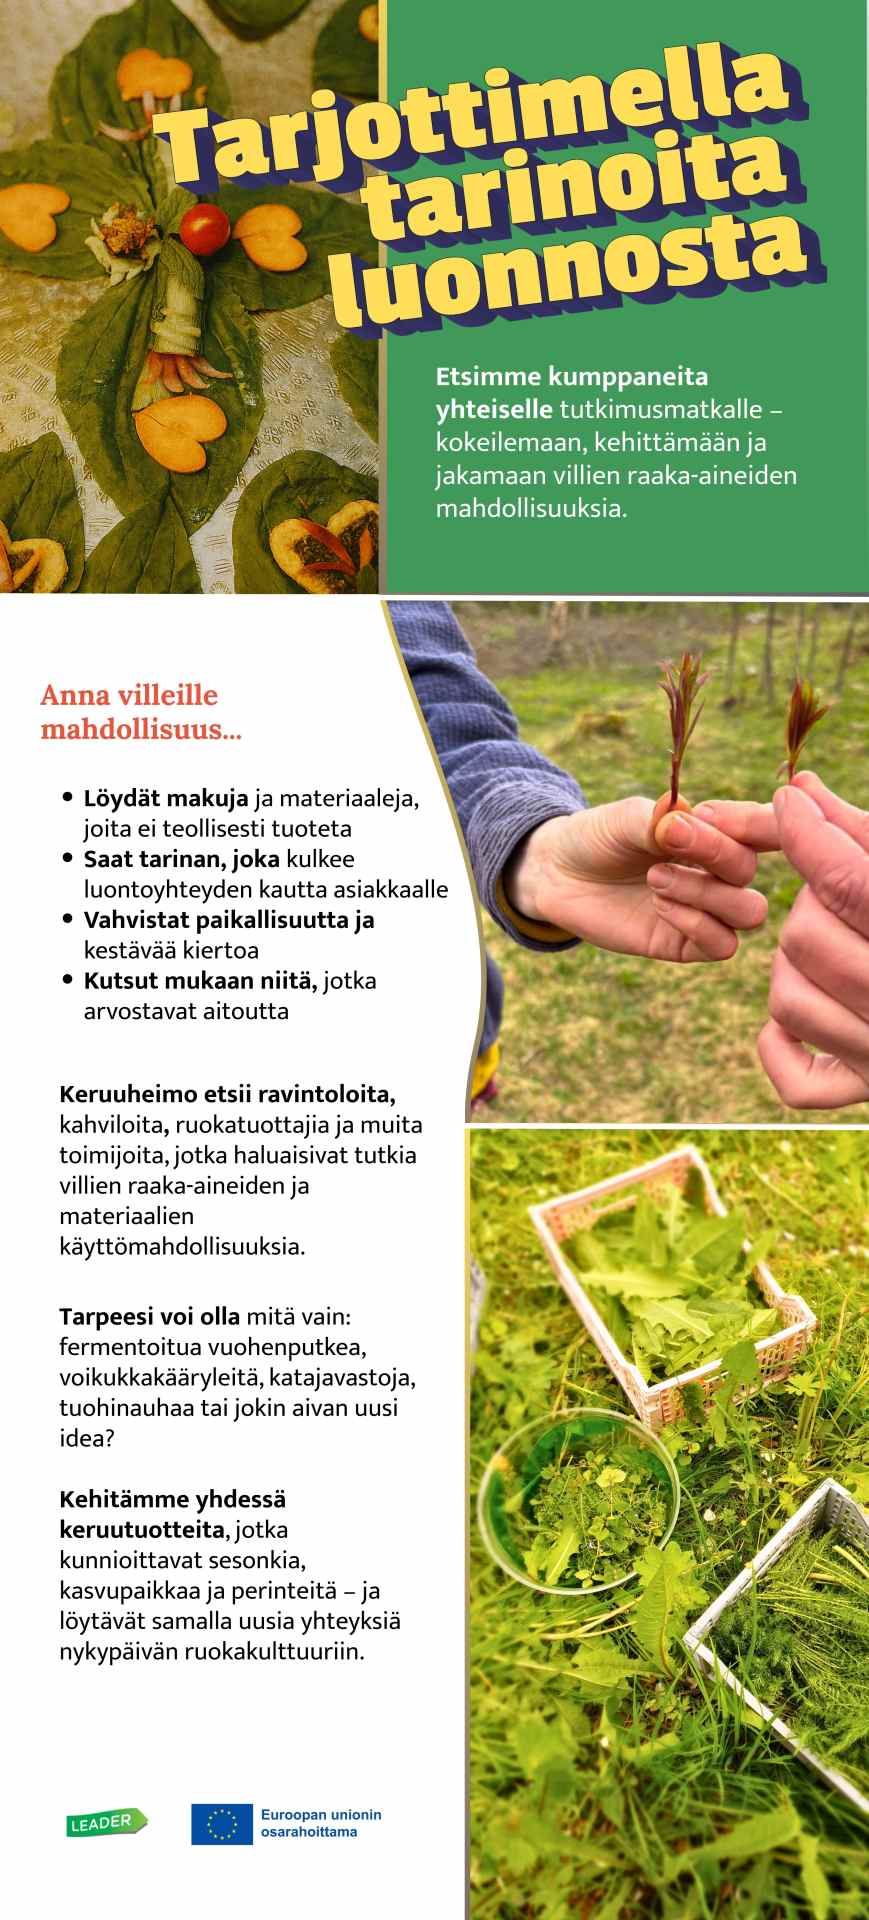 Tarjottimella
tarinoita
luonnosta
Etsimme kumppaneita
yhteiselle tutkimusmatkalle –
kokeilemaan, kehittämään ja
jakamaan villien raaka-aineiden
mahdollisuuksia.
Anna villeille
mahdollisuus...
• Löydät makuja ja materiaaleja,
joita ei teollisesti tuoteta
• Saat tarinan, joka kulkee
luontoyhteyden kautta asiakkaalle
• Vahvistat paikallisuutta ja
kestävää kiertoa
• Kutsut mukaan niitä, jotka
arvostavat aitoutta
Keruuheimo etsii ravintoloita,
kahviloita, ruokatuottajia ja muita
toimijoita, jotka haluaisivat tutkia
villien raaka-aineiden ja
materiaalien
käyttömahdollisuuksia.
Tarpeesi voi olla mitä vain:
fermentoitua vuohenputkea,
voikukkakääryleitä, katajavastoja,
tuohinauhaa tai jokin aivan uusi
idea?
Kehitämme yhdessä
keruutuotteita, jotka
kunnioittavat sesonkia,
kasvupaikkaa ja perinteitä – ja
löytävät samalla uusia yhteyksiä
nykypäivän ruokakulttuuriin.
LEADER
Euroopan unionin
osarahoittama